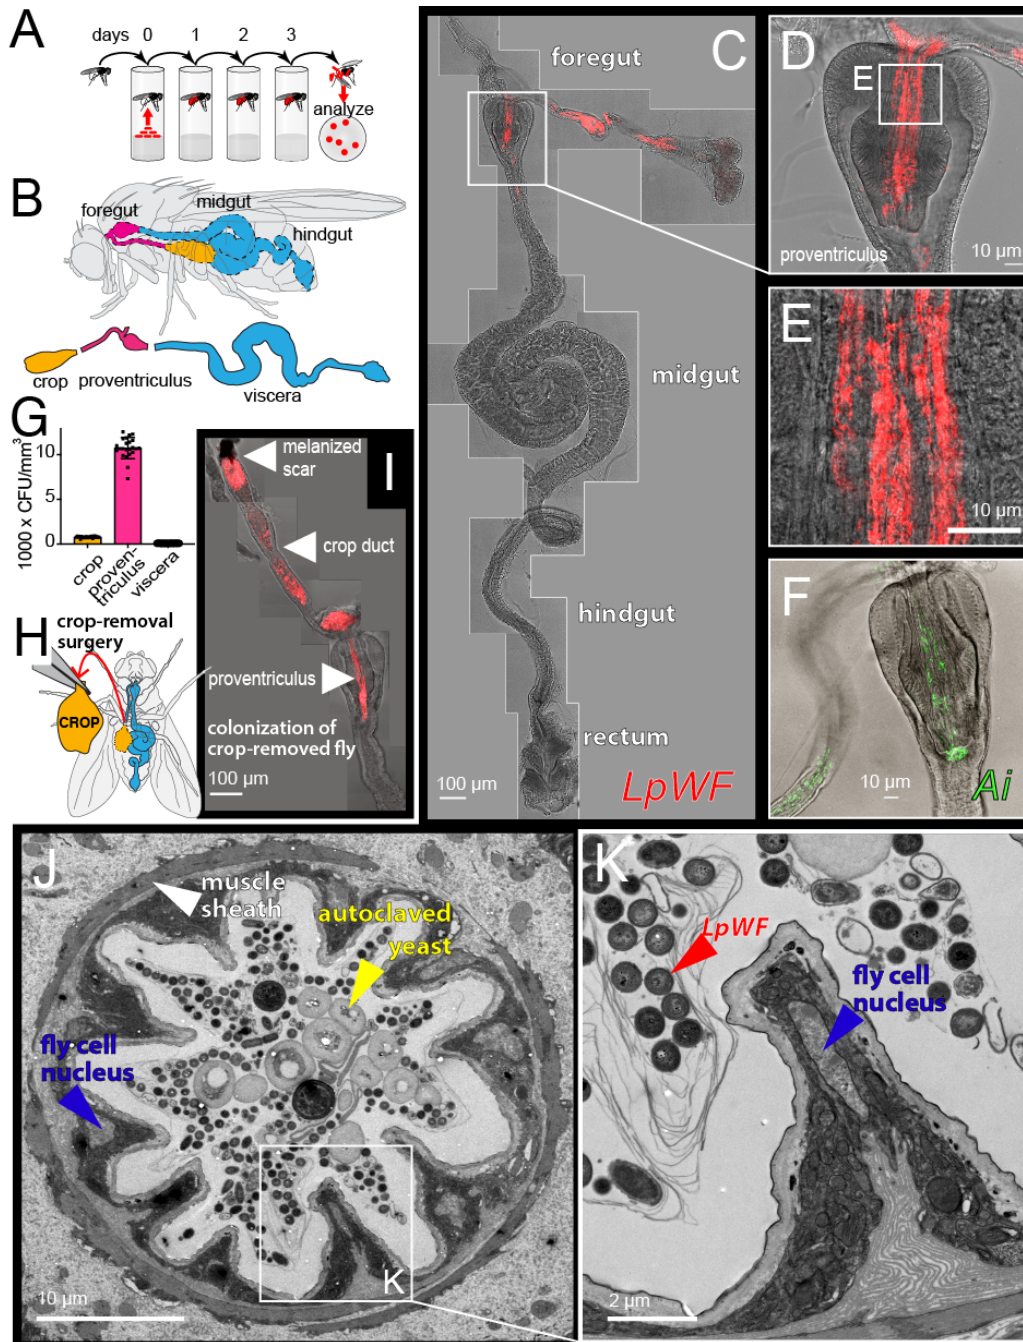 A
days 0 1 2 3
analyze
B
foregut
midgut
hindgut
crop
proventriculus
viscera
C
foregut
midgut
hindgut
rectum
100 µm
LpWF
D
E
proventriculus
10 µm
E
10 µm
F
10 µm
Ai
G
1000 x CFU/mm³
10
5
0
crop
proven-
triculus
viscera
H
crop-removal
surgery
CROP
I
melanized
scar
crop duct
proventriculus
colonization of
crop-removed fly
100 µm
J
muscle
sheath
autoclaved
yeast
fly cell
nucleus
K
10 µm
K
LpWF
fly cell
nucleus
2 µm